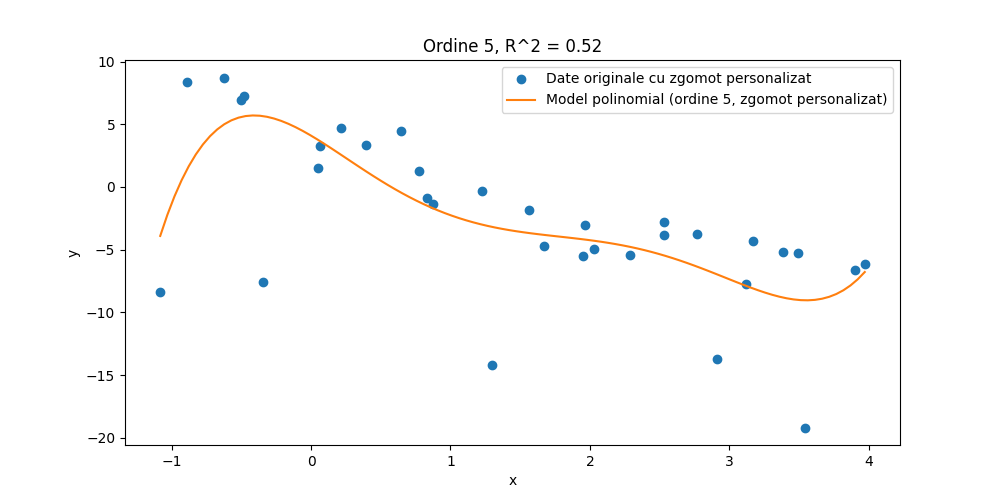 Ordine 5, R^2 = 0.52
Date originale cu zgomot personalizat
Model polinomial (ordine 5, zgomot personalizat)
10
5
0
−5
−10
−15
−20
y
−1
0
1
2
3
4
x